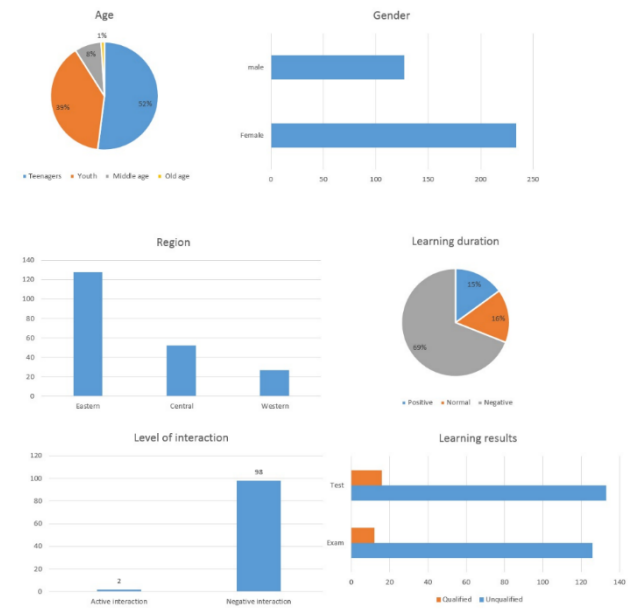 Age
1%
8%
39%
52%
Teenagers Youth Middle age Old age
Gender
male
Female
0 50 100 150 200 250
Region
140
120
100
80
60
40
20
0
Eastern Central Western
Learning duration
15%
16%
69%
Positive Normal Negative
Level of interaction
120
100
80
60
40
20
0
2
98
Active interaction Negative interaction
Learning results
Test
Exam
0 20 40 60 80 100 120 140
Qualified Unqualified